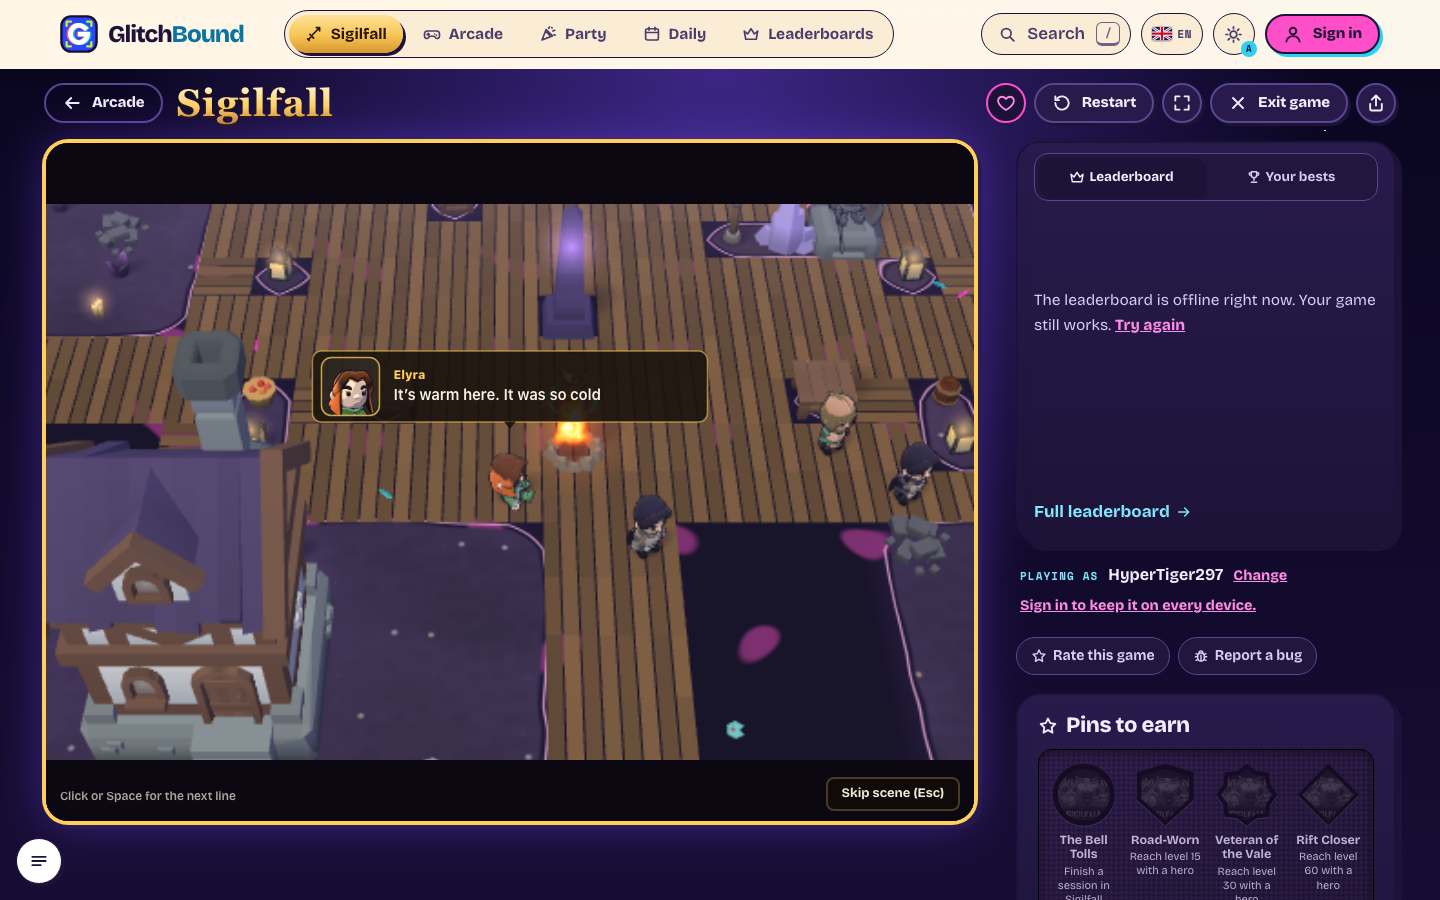 GlitchBound
Sigilfall
Arcade
Party
Daily
Leaderboards
Search /
EN
A
Sign in
Arcade
Sigilfall
Restart
Exit game
Leaderboard
Your bests
The leaderboard is offline right now. Your game
still works. Try again
Full leaderboard →
Elyra
It's warm here. It was so cold
Click or Space for the next line
Skip scene (Esc)
PLAYING AS HyperTiger297 Change
Sign in to keep it on every device.
Rate this game
Report a bug
Pins to earn
The Bell
Tolls
Finish a
session in
Sigilfall
Road-Worn
Reach level 15
with a hero
Veteran of
the Vale
Reach level
30 with a
hero
Rift Closer
Reach level
60 with a
hero